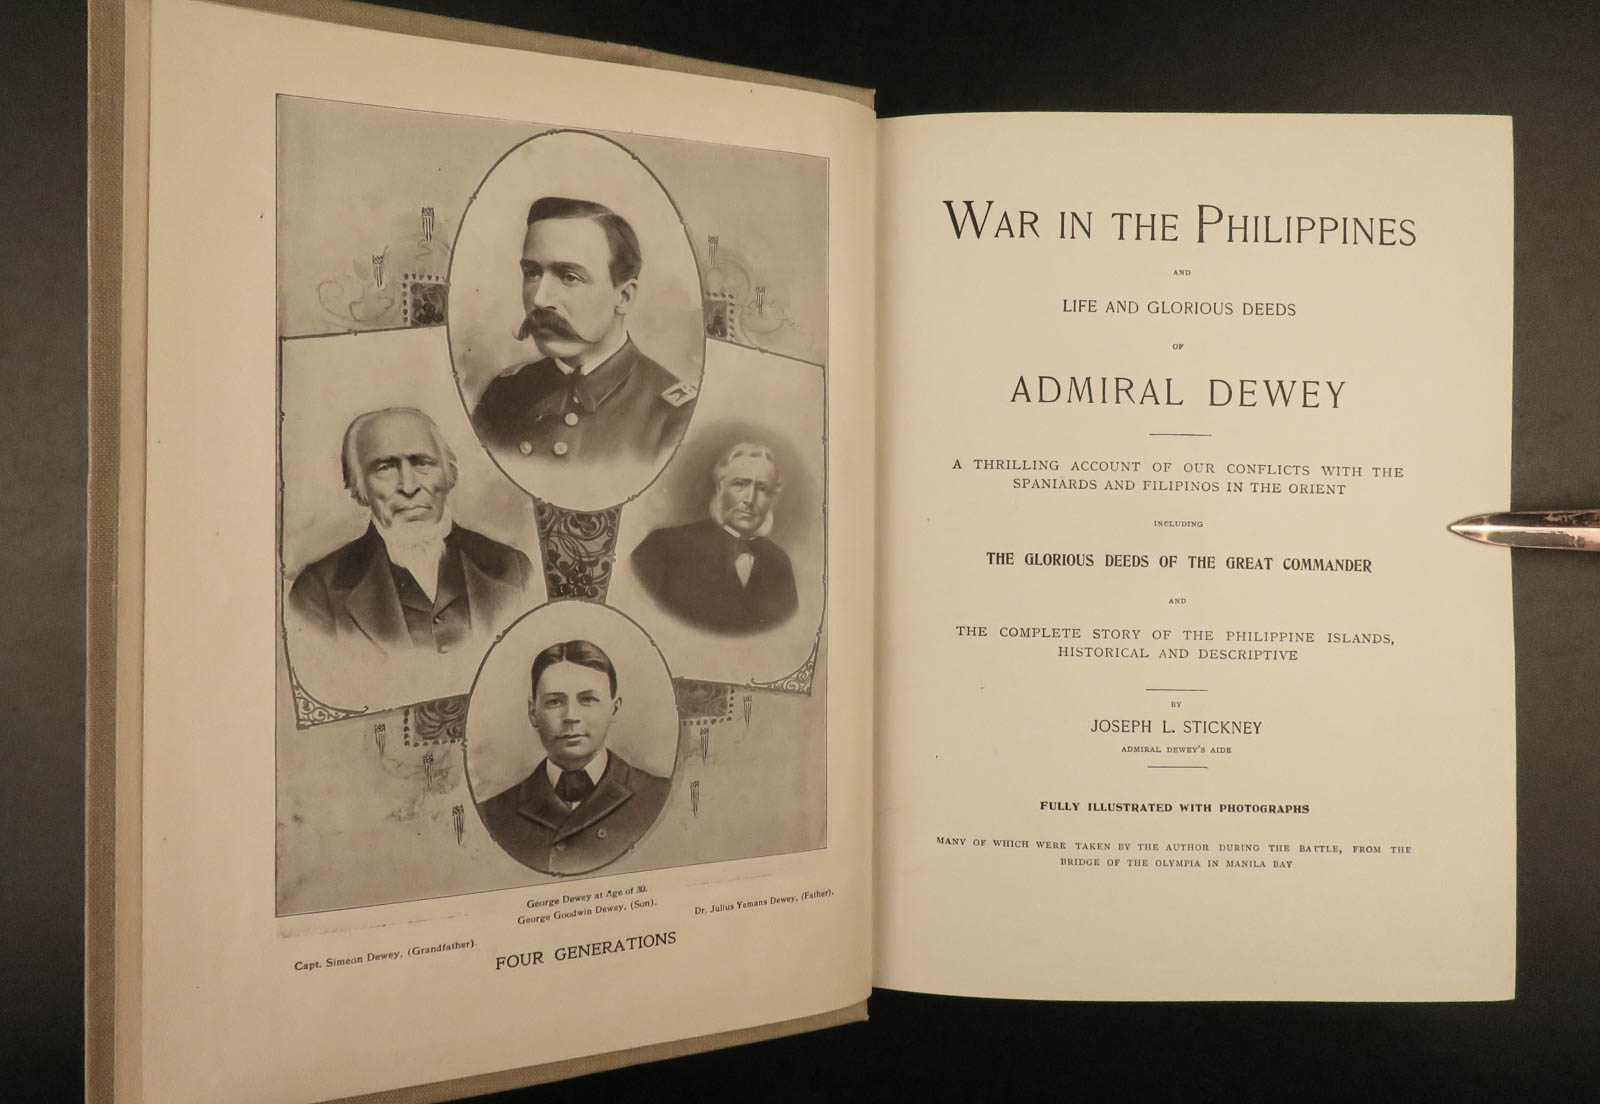 George Dewey at Age of 30.
George Goodwin Dewey, (Son).
Dr. Julius Yemans Dewey, (Father).
Capt. Simeon Dewey, (Grandfather).
FOUR GENERATIONS
WAR IN THE PHILIPPINES
AND
LIFE AND GLORIOUS DEEDS
OF
ADMIRAL DEWEY
A THRILLING ACCOUNT OF OUR CONFLICTS WITH THE
SPANIARDS AND FILIPINOS IN THE ORIENT
INCLUDING
THE GLORIOUS DEEDS OF THE GREAT COMMANDER
AND
THE COMPLETE STORY OF THE PHILIPPINE ISLANDS,
HISTORICAL AND DESCRIPTIVE
BY
JOSEPH L. STICKNEY
ADMIRAL DEWEY'S AIDE
FULLY ILLUSTRATED WITH PHOTOGRAPHS
MANY OF WHICH WERE TAKEN BY THE AUTHOR DURING THE BATTLE, FROM THE
BRIDGE OF THE OLYMPIA IN MANILA BAY